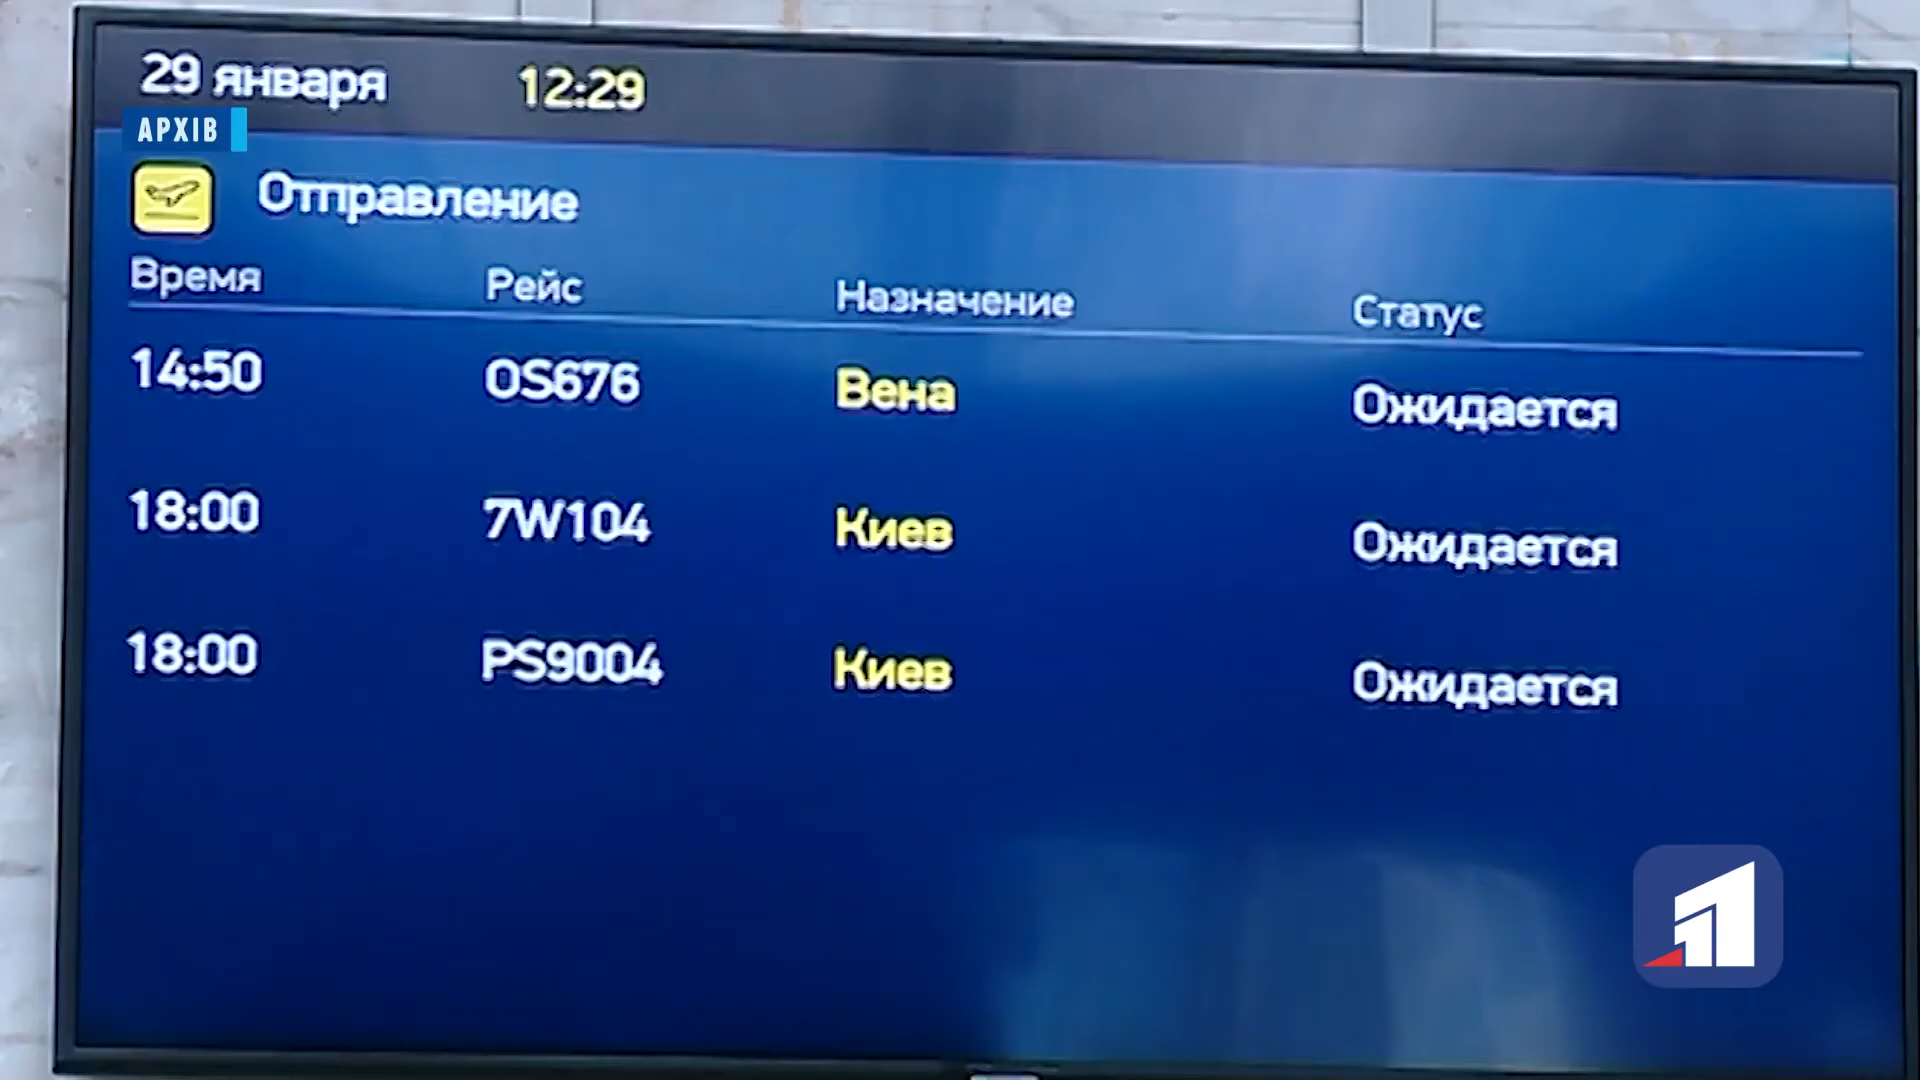 29 января 12:29
АРХІВ
Отправление
Время Рейс Назначение Статус
14:50 OS676 Вена Ожидается
18:00 7W104 Киев Ожидается
18:00 PS9004 Киев Ожидается